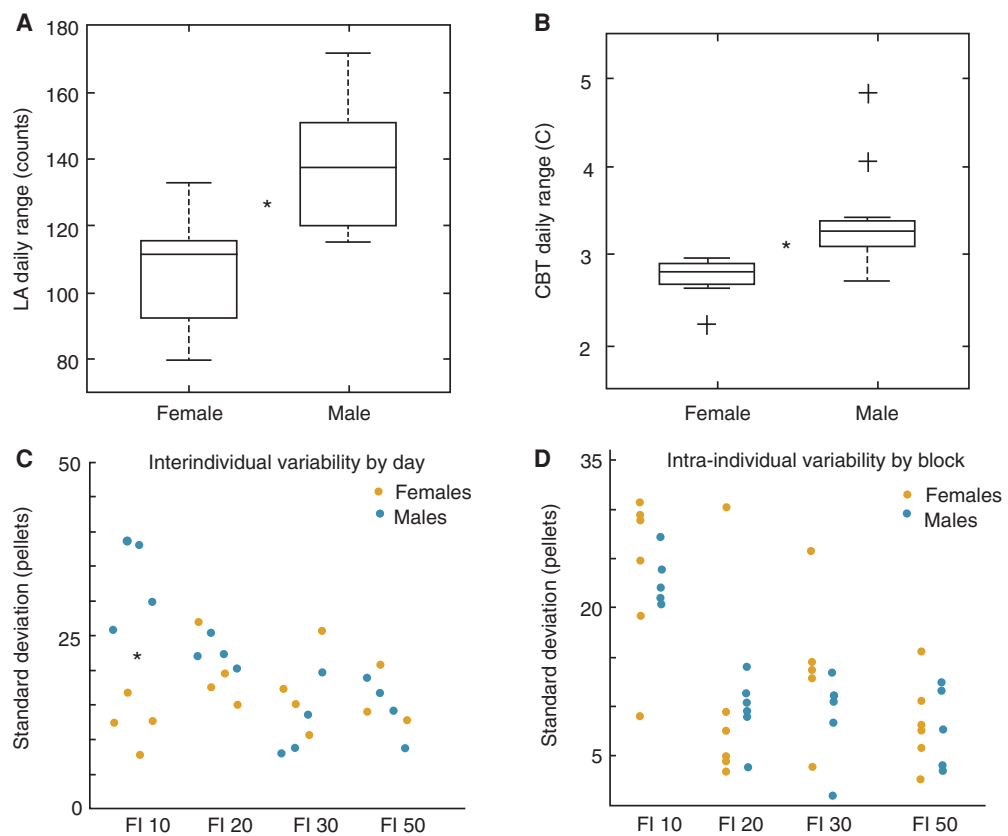 A
LA daily range (counts)
180
160
140
120
100
80
*
Female Male
B
CBT daily range (C)
5
4
3
2
*
Female Male
C
Interindividual variability by day
Females
Males
Standard deviation (pellets)
50
25
0
*
FI 10 FI 20 FI 30 FI 50
D
Intra-individual variability by block
Females
Males
Standard deviation (pellets)
35
20
5
FI 10 FI 20 FI 30 FI 50